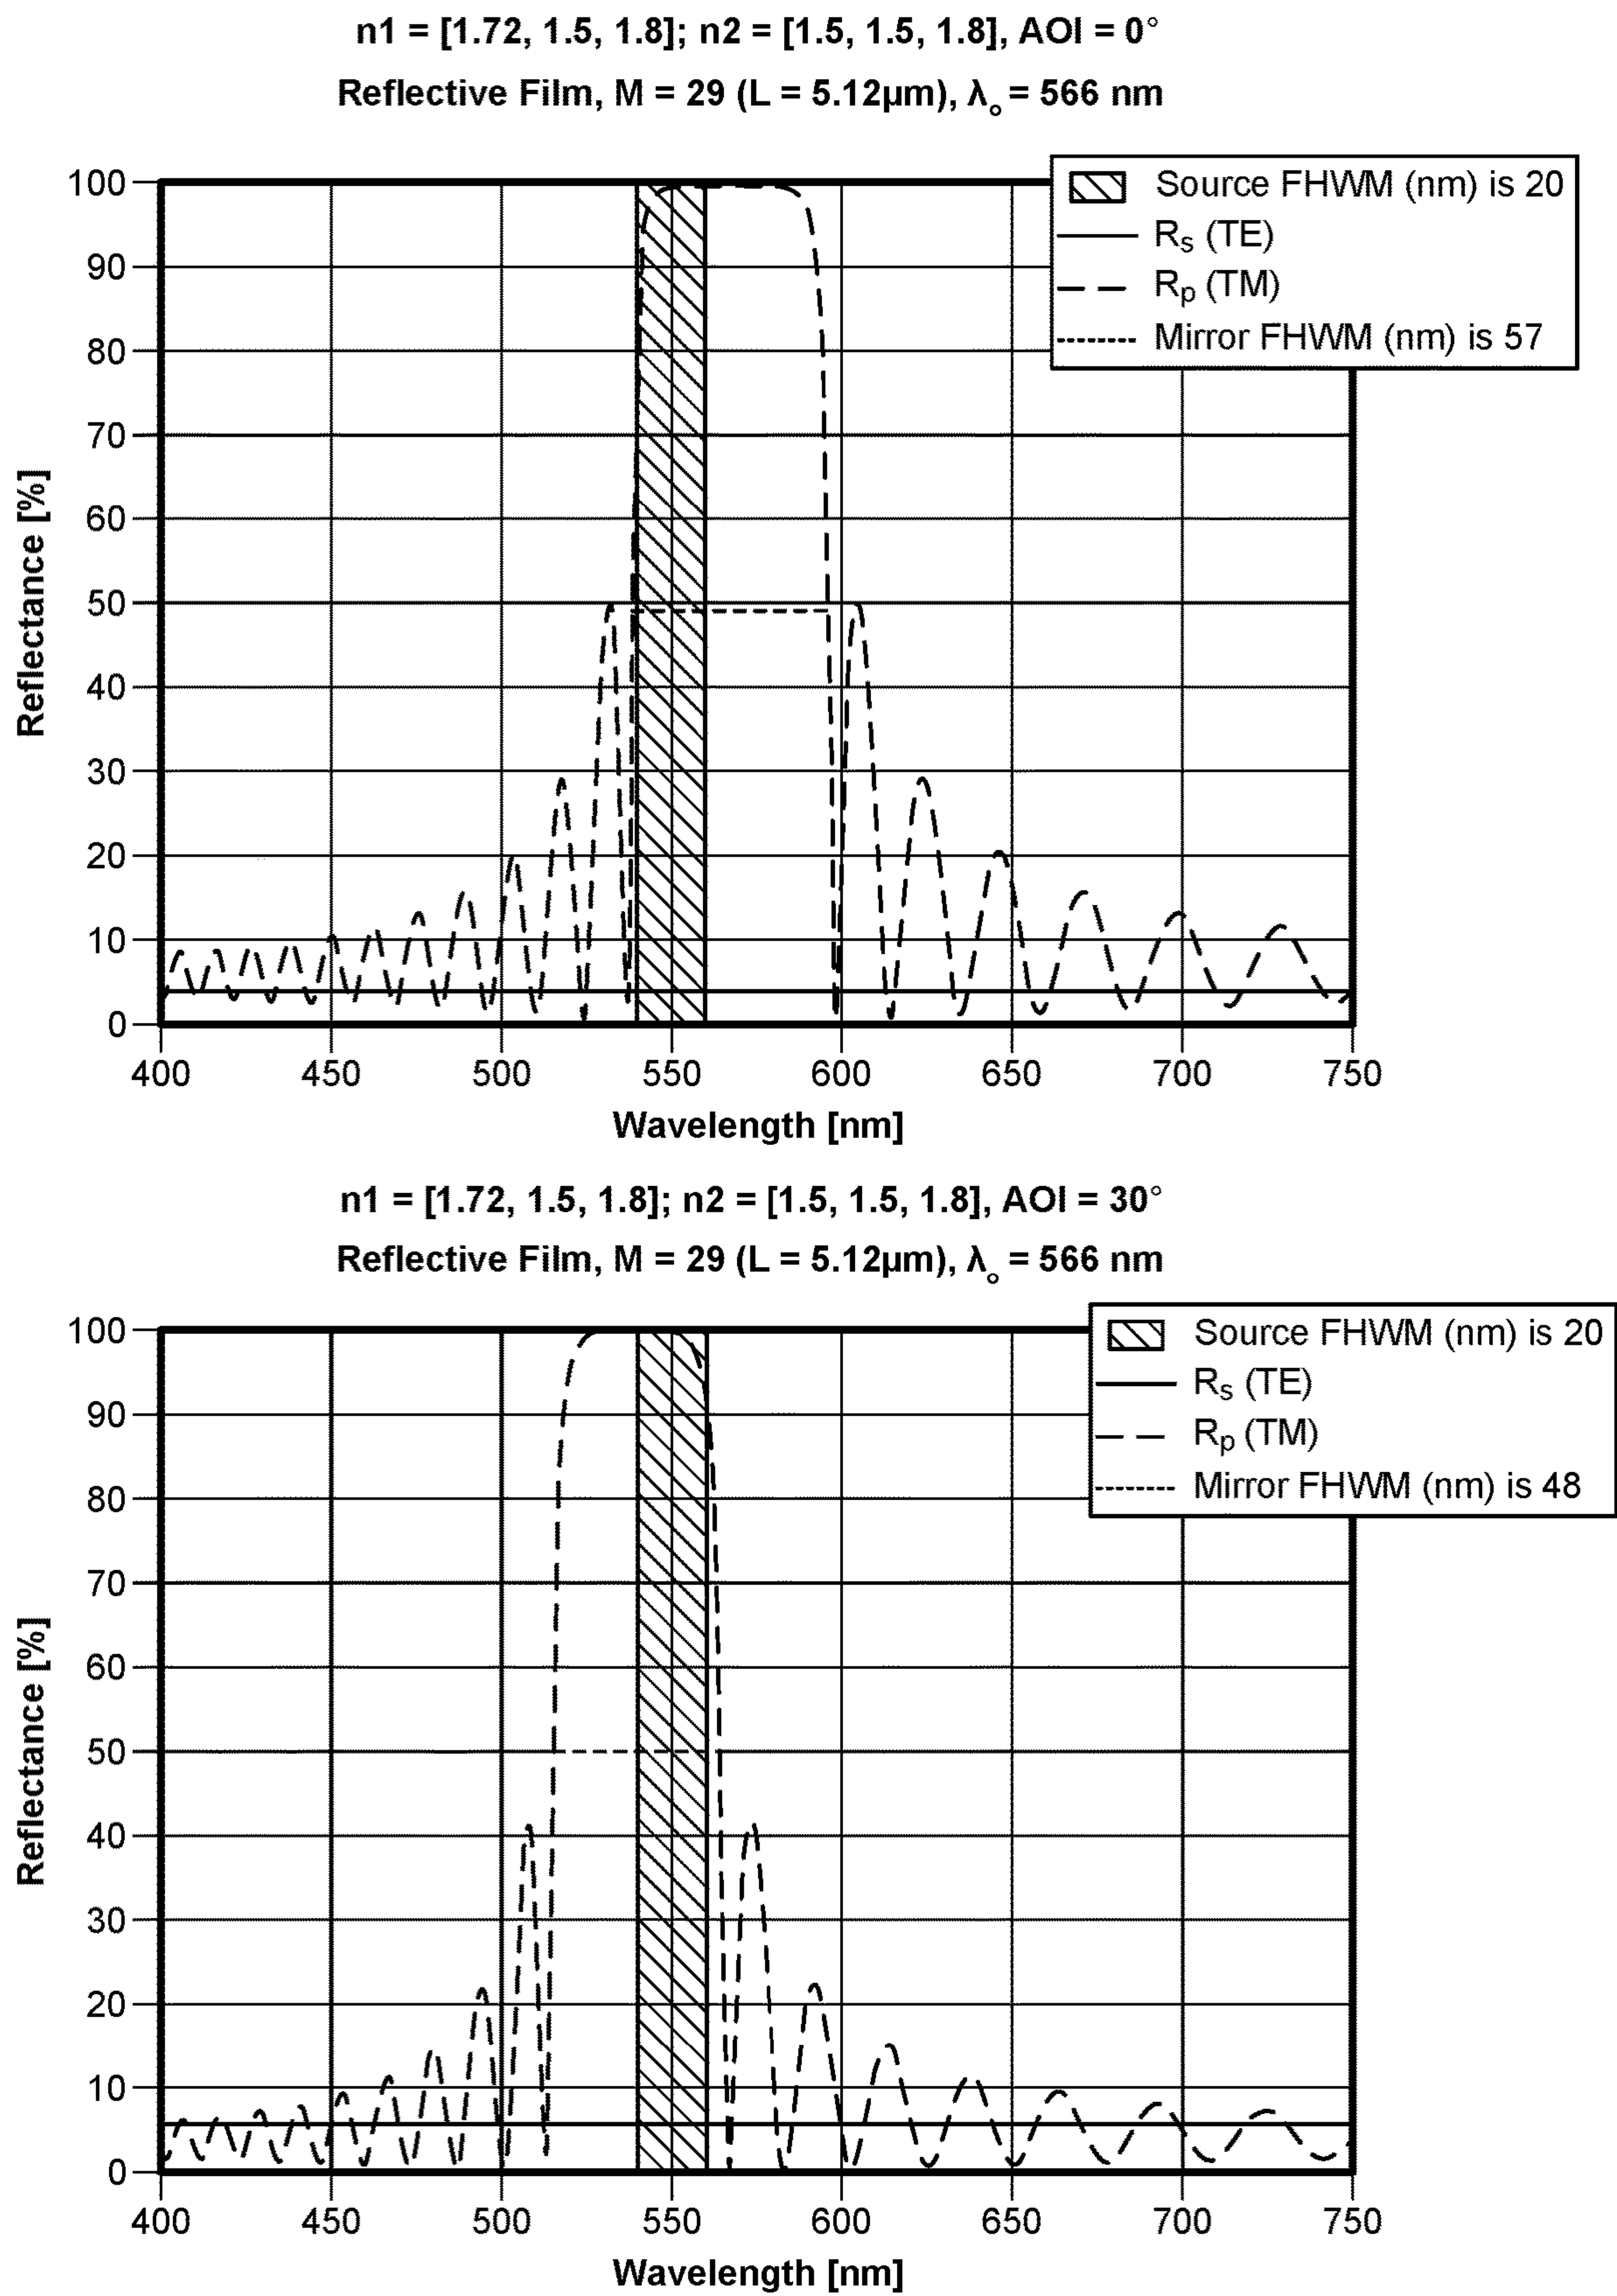 n1 = [1.72, 1.5, 1.8]; n2 = [1.5, 1.5, 1.8], AOI = 0°
Reflective Film, M = 29 (L = 5.12µm), λ₀ = 566 nm
Source FHWM (nm) is 20
Rs (TE)
Rp (TM)
Mirror FHWM (nm) is 57
Reflectance [%]
100
90
80
70
60
50
40
30
20
10
0
400 450 500 550 600 650 700 750
Wavelength [nm]
n1 = [1.72, 1.5, 1.8]; n2 = [1.5, 1.5, 1.8], AOI = 30°
Reflective Film, M = 29 (L = 5.12µm), λ₀ = 566 nm
Source FHWM (nm) is 20
Rs (TE)
Rp (TM)
Mirror FHWM (nm) is 48
Reflectance [%]
100
90
80
70
60
50
40
30
20
10
0
400 450 500 550 600 650 700 750
Wavelength [nm]